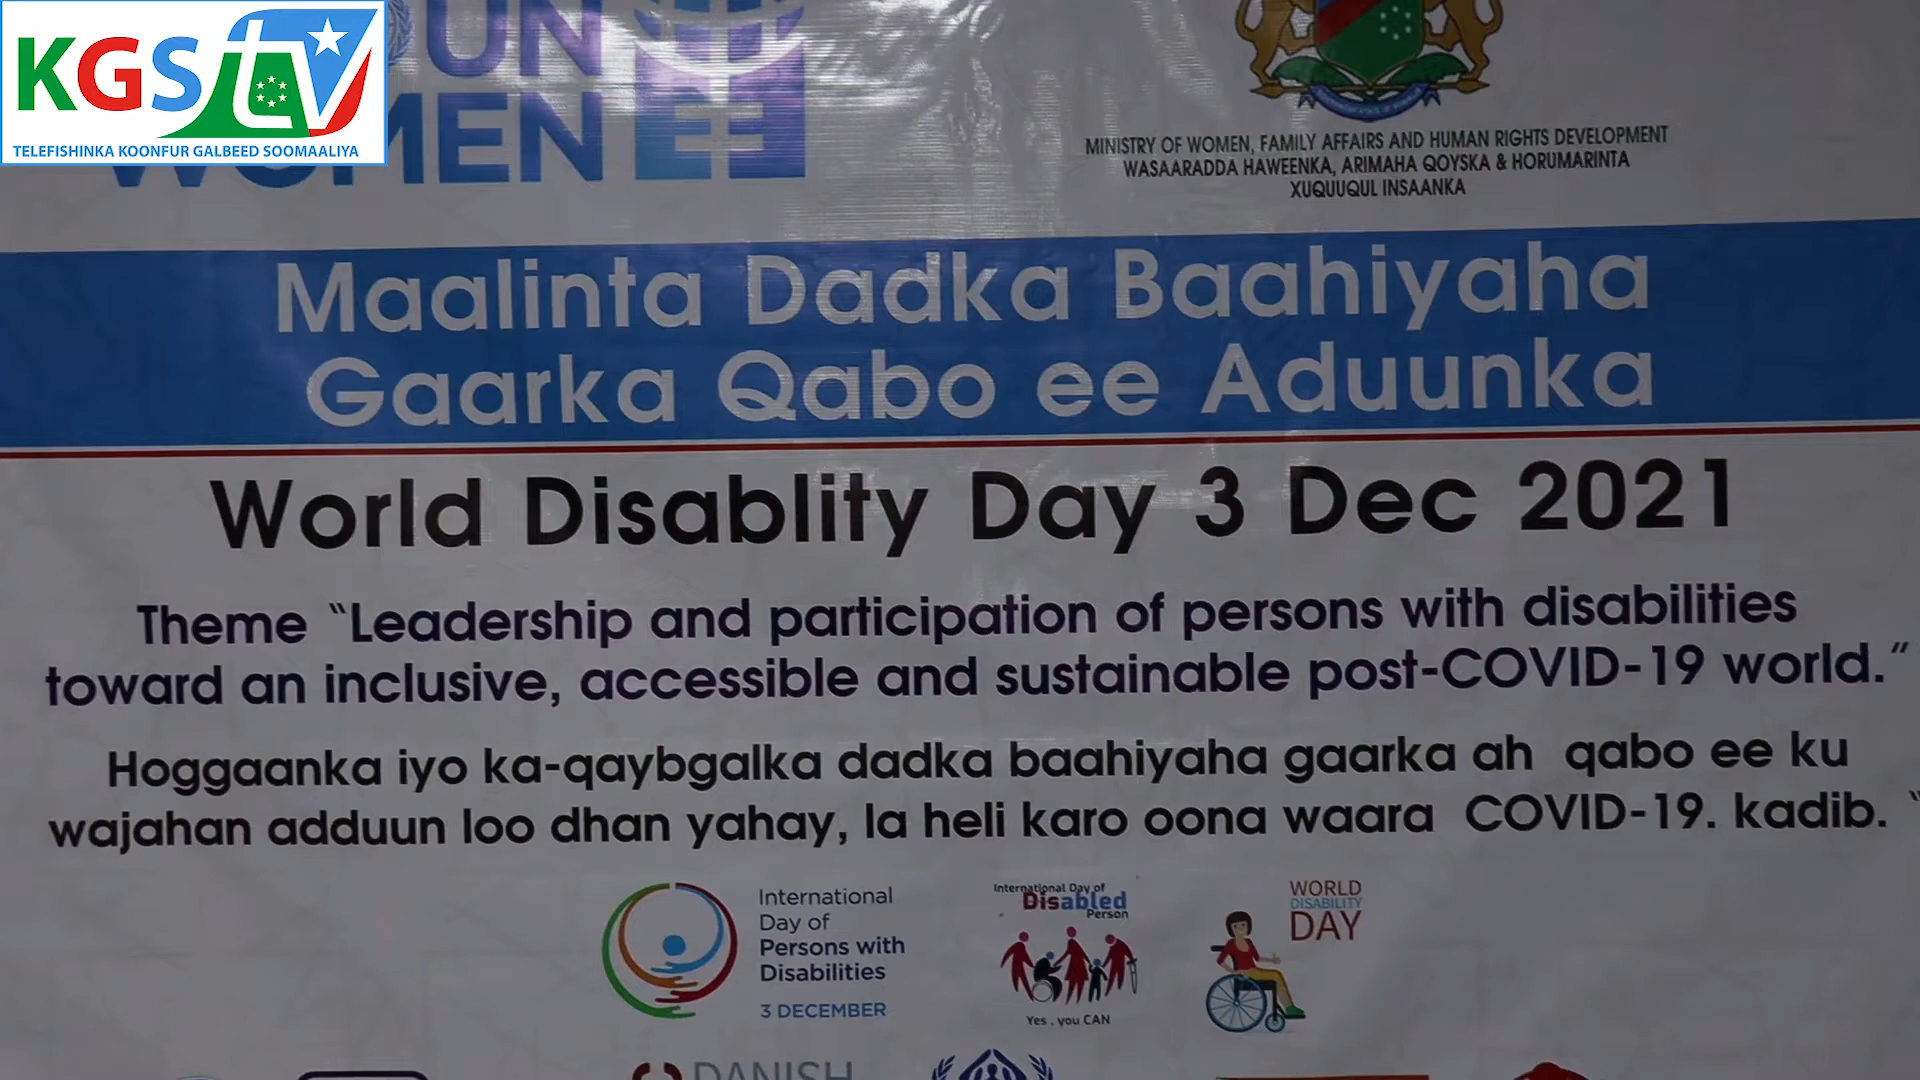 KGStv
TELEFISHINKA KOONFUR GALBEED SOOMAALIYA
UN
WOMEN
MINISTRY OF WOMEN, FAMILY AFFAIRS AND HUMAN RIGHTS DEVELOPMENT
WASAARADDA HAWEENKA, ARIMAHA QOYSKA & HORUMARINTA
XUQUUQUL INSAANKA
Maalinta Dadka Baahiyaha
Gaarka Qabo ee Aduunka
World Disablity Day 3 Dec 2021
Theme “Leadership and participation of persons with disabilities
toward an inclusive, accessible and sustainable post-COVID-19 world.”
Hoggaanka iyo ka-qaybgalka dadka baahiyaha gaarka ah qabo ee ku
wajahan adduun loo dhan yahay, la heli karo oona waara COVID-19. kadib. “
International
Day of
Persons with
Disabilities
3 DECEMBER
International Day of
Disabled
Person
Yes . you CAN
WORLD
DISABILITY
DAY
DANISH